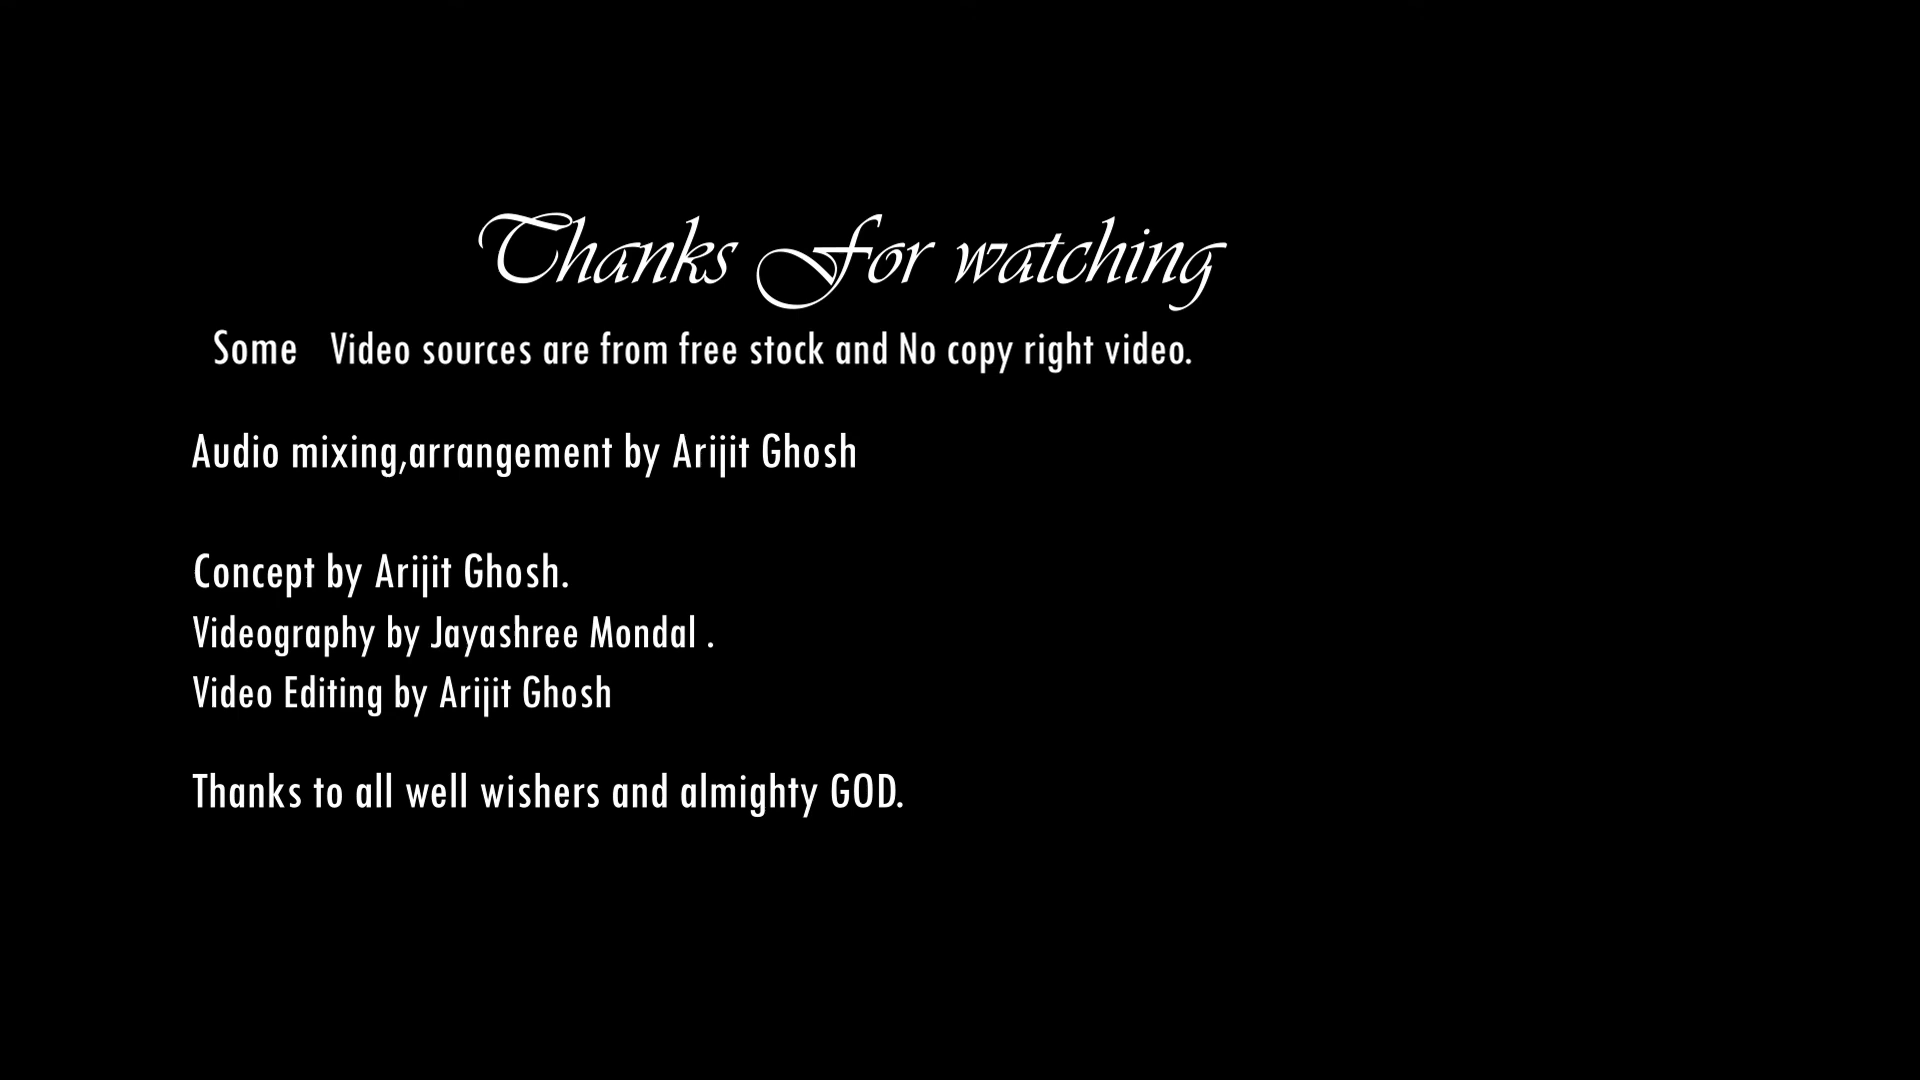 Thanks For watching
Some Video sources are from free stock and No copy right video.
Audio mixing,arrangement by Arijit Ghosh
Concept by Arijit Ghosh.
Videography by Jayashree Mondal .
Video Editing by Arijit Ghosh
Thanks to all well wishers and almighty GOD.